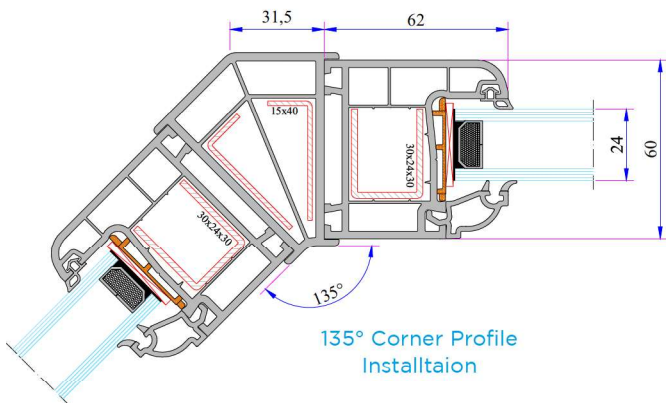 31,5
62
15x40
30x24x30
24
60
30x24x30
135°
135° Corner Profile
Installtaion